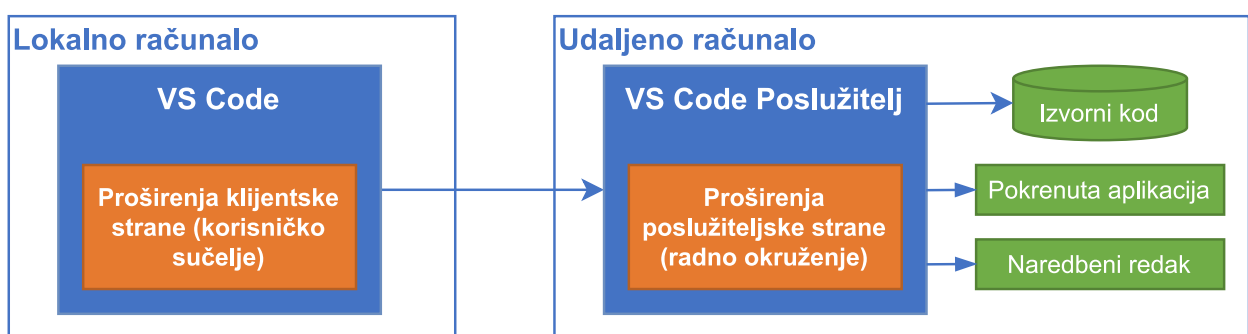 Lokalno računalo
VS Code
Proširenja klijentske
strane (korisničko
sučelje)
Udaljeno računalo
VS Code Poslužitelj
Proširenja
poslužiteljske strane
(radno okruženje)
Izvorni kod
Pokrenuta aplikacija
Naredbeni redak